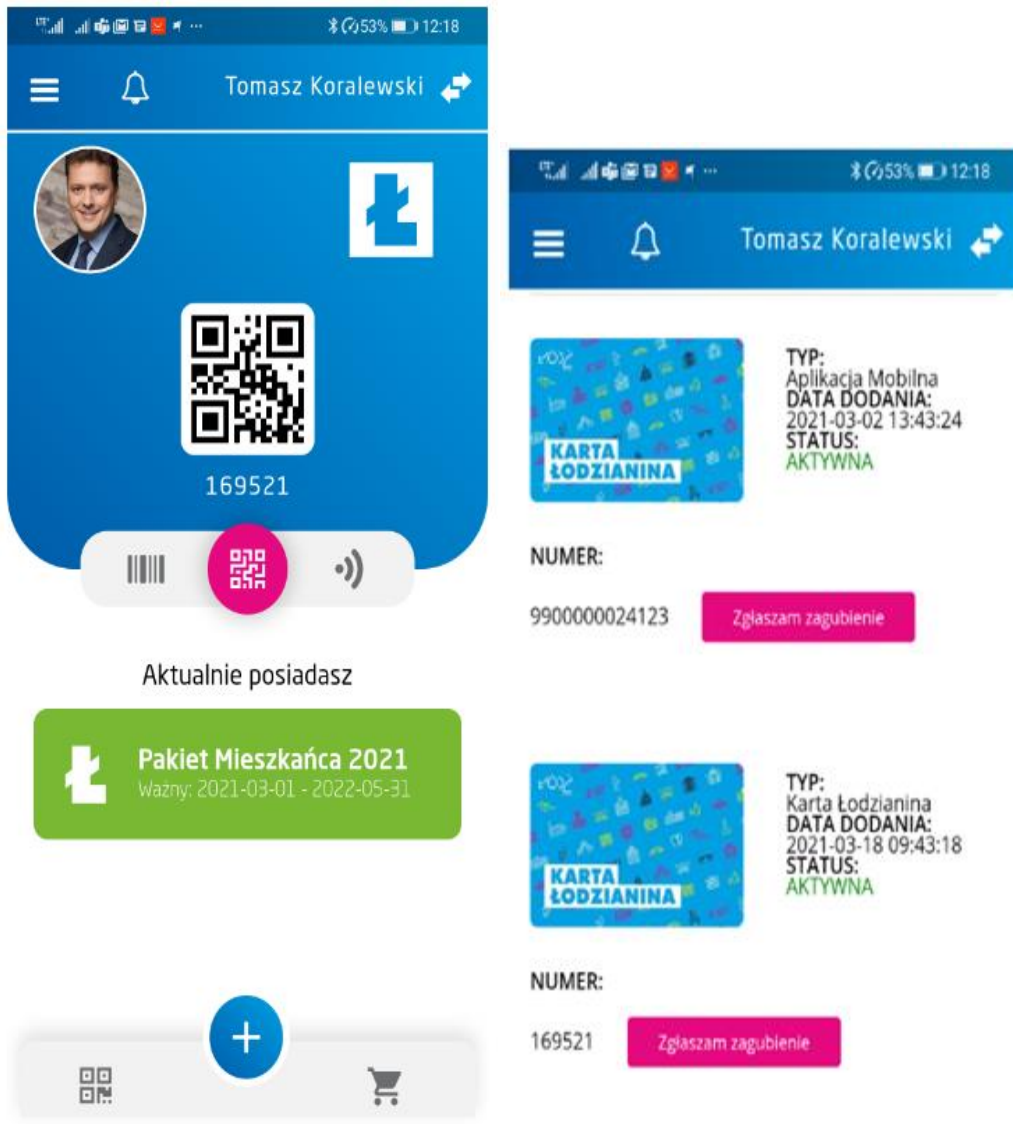 53% 12:18
Tomasz Koralewski
Ł
169521
Aktualnie posiadasz
Ł
Pakiet Mieszkańca 2021
Ważny: 2021-03-01 - 2022-05-31
53% 12:18
Tomasz Koralewski
KARTA
ŁODZIANINA
TYP:
Aplikacja Mobilna
DATA DODANIA:
2021-03-02 13:43:24
STATUS:
AKTYWNA
NUMER:
9900000024123 Zgłaszam zagubienie
KARTA
ŁODZIANINA
TYP:
Karta Łodzianina
DATA DODANIA:
2021-03-18 09:43:18
STATUS:
AKTYWNA
NUMER:
169521 Zgłaszam zagubienie